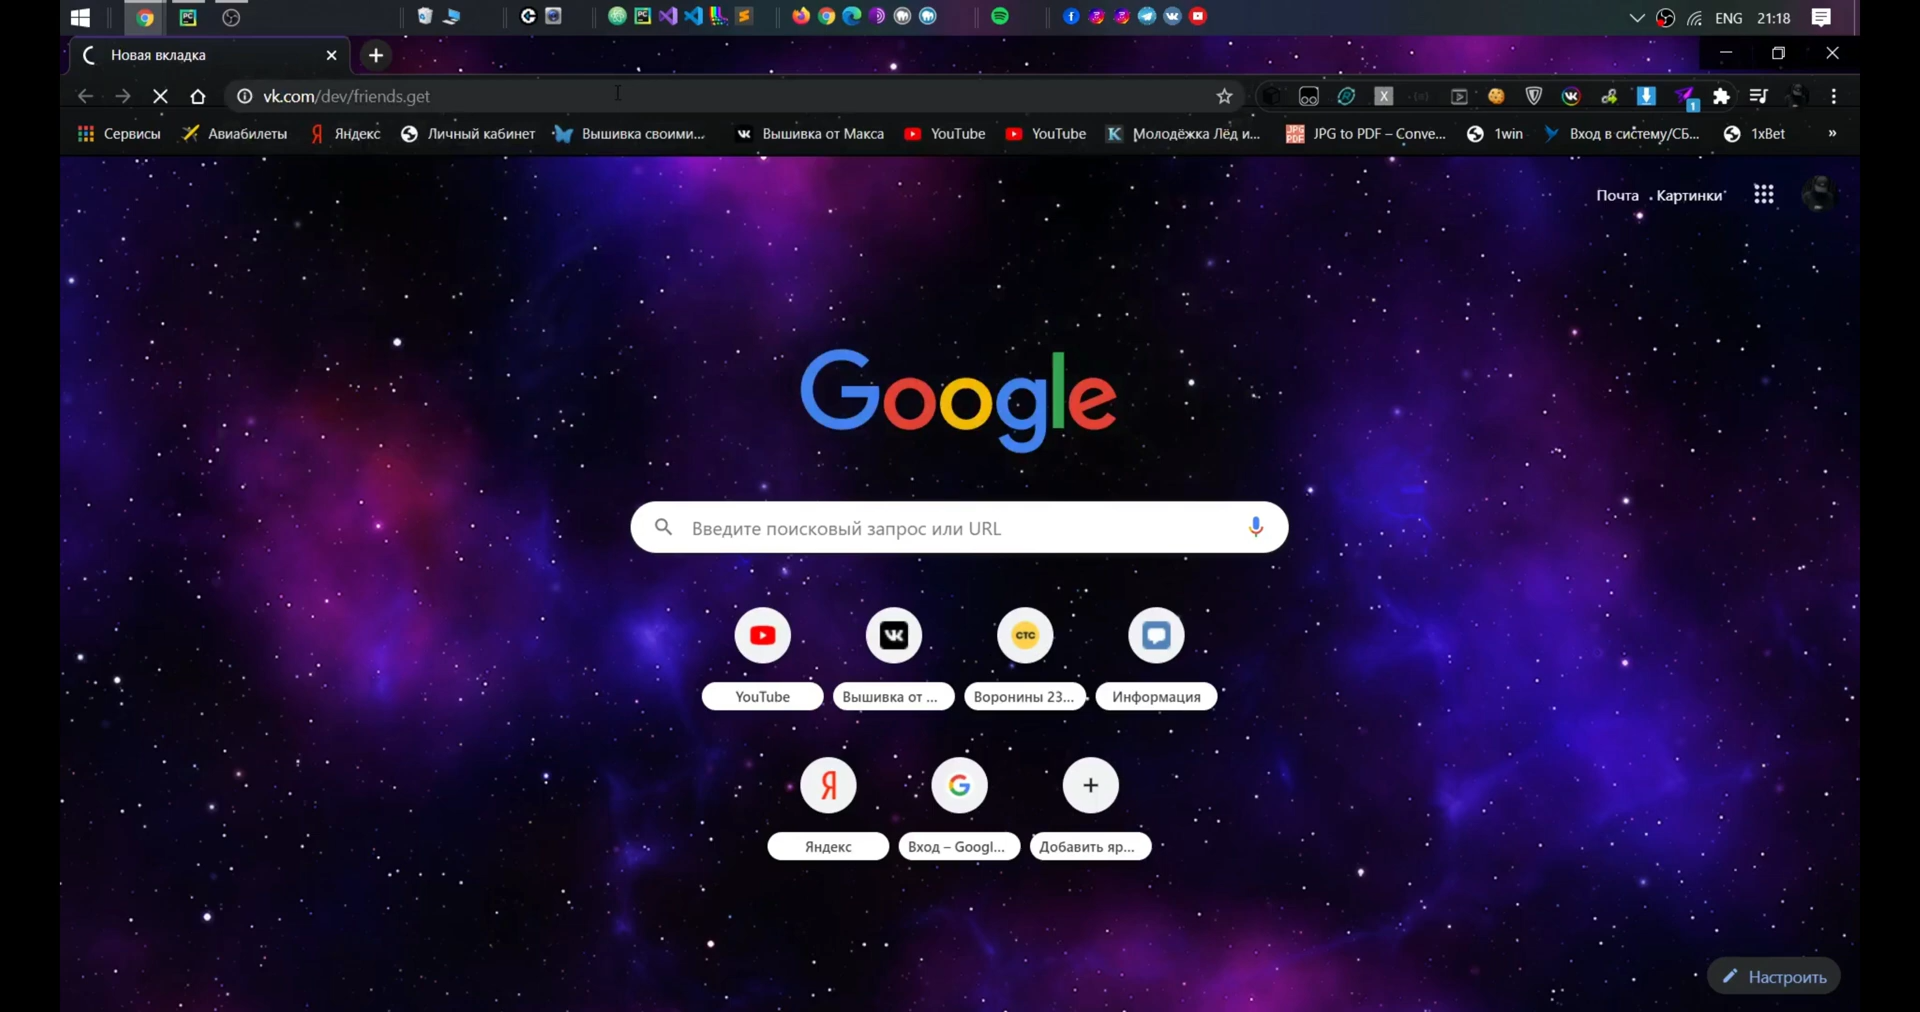 ENG 21:18
Новая вкладка
vk.com/dev/friends.get
1
Сервисы Авиабилеты Яндекс Личный кабинет Вышивка своими... Вышивка от Макса YouTube YouTube Молодёжка Лёд и... JPG to PDF – Conve... 1win Вход в систему/СБ... 1xBet »
Почта Картинки
Google
Введите поисковый запрос или URL
YouTube Вышивка от ... Воронины 23... Информация
Яндекс Вход – Googl... Добавить яр...
Настроить